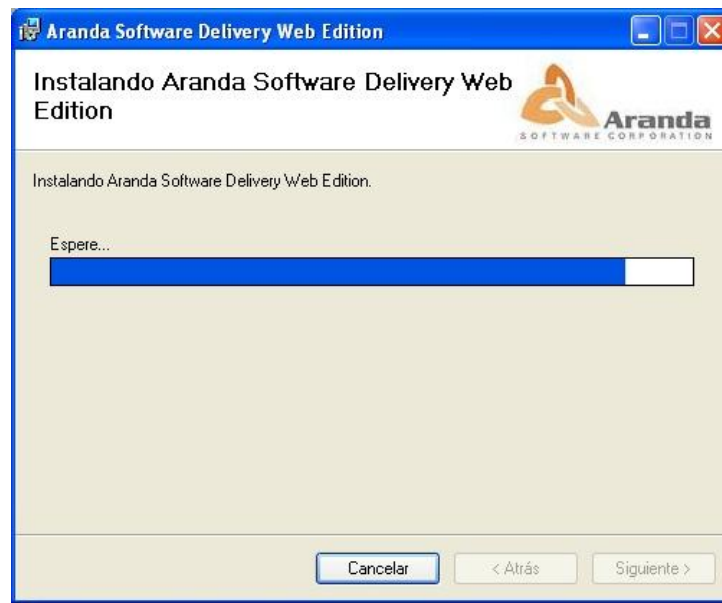 Aranda Software Delivery Web Edition
Instalando Aranda Software Delivery Web
Edition
Aranda
SOFTWARE CORPORATION
Instalando Aranda Software Delivery Web Edition.
Espere...
Cancelar
< Atrás
Siguiente >